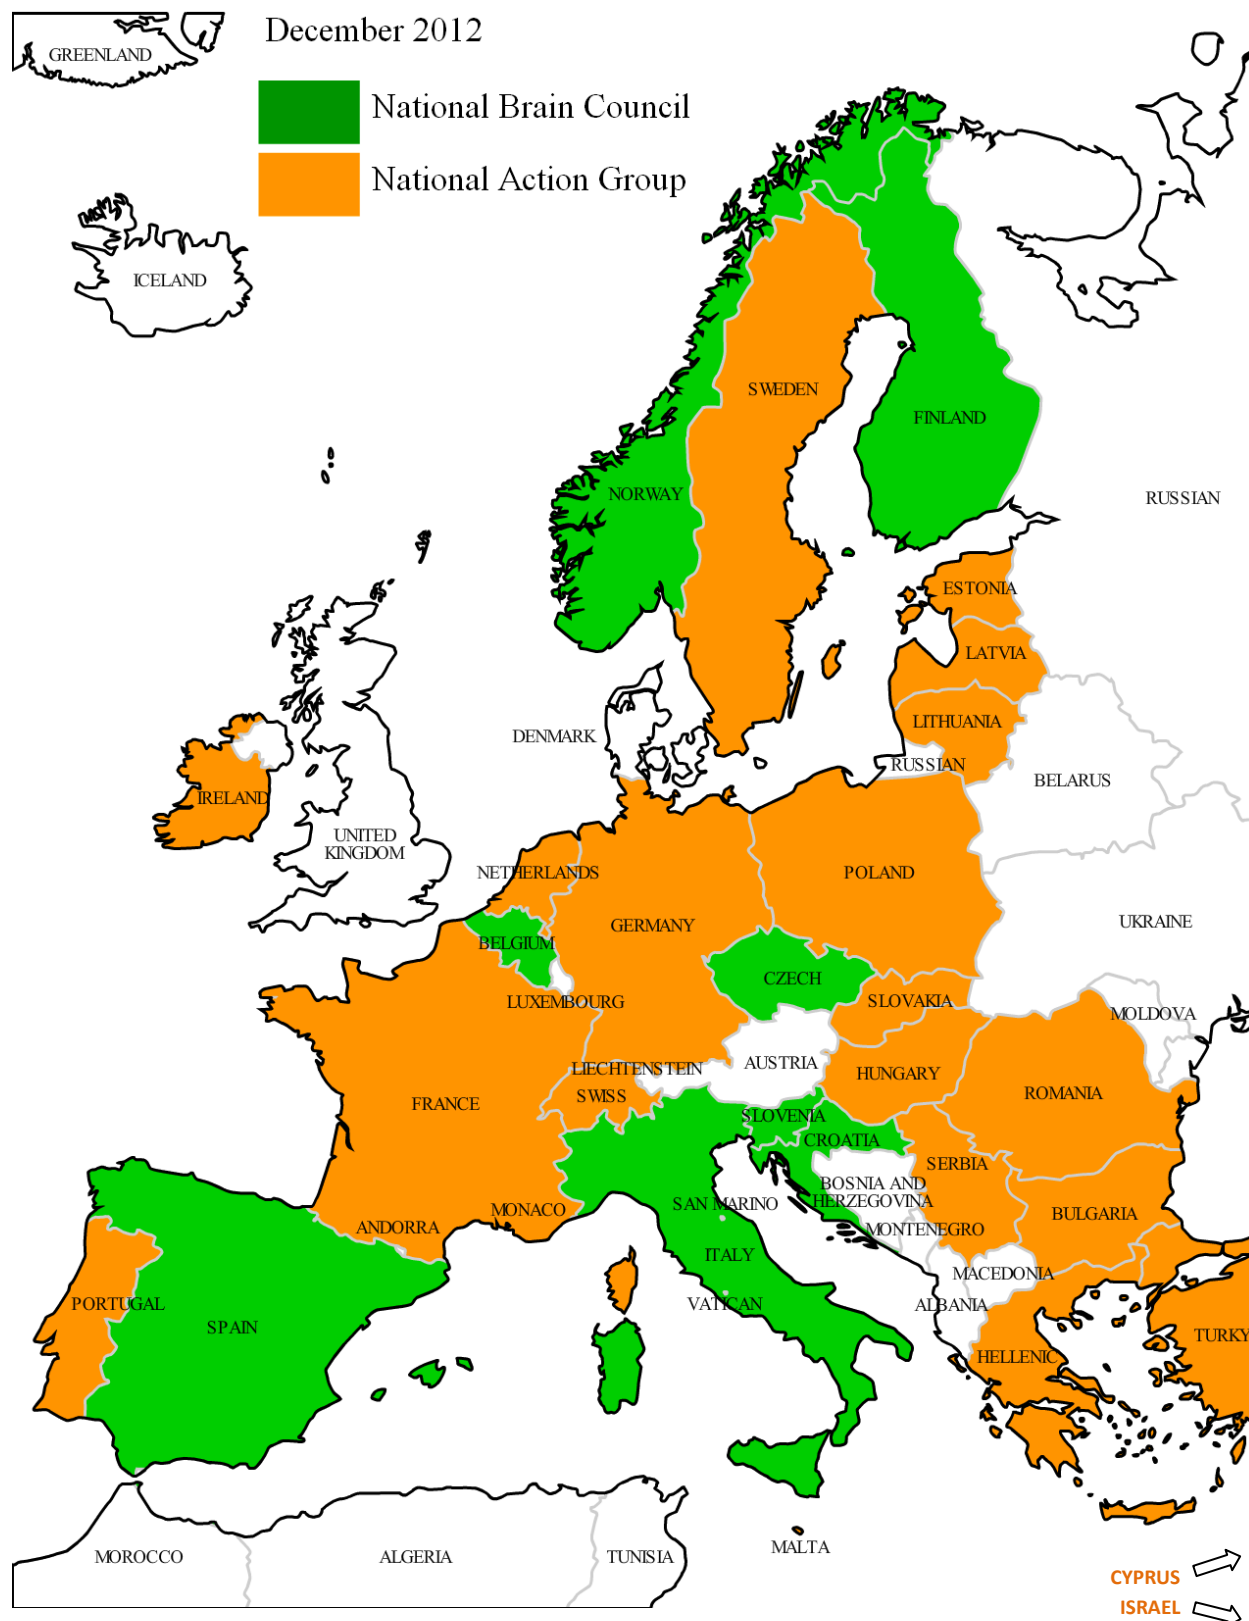 GREENLAND
December 2012
National Brain Council
National Action Group
ICELAND
SWEDEN
FINLAND
NORWAY
RUSSIAN
ESTONIA
LATVIA
LITHUANIA
DENMARK
RUSSIAN
BELARUS
IRELAND
UNITED
KINGDOM
NETHERLANDS
POLAND
GERMANY
UKRAINE
BELGIUM
CZECH
LUXEMBOURG
SLOVAKIA
MOLDOVA
AUSTRIA
LIECHTENSTEIN
HUNGARY
SWISS
ROMANIA
FRANCE
SLOVENIA
CROATIA
SERBIA
BOSNIA AND
HERZEGOVINA
SAN MARINO
MONACO
BULGARIA
ANDORRA
MONTENEGRO
ITALY
MACEDONIA
PORTUGAL
VATICAN
ALBANIA
SPAIN
TURKY
HELLENIC
MALTA
MOROCCO
ALGERIA
TUNISIA
CYPRUS
ISRAEL